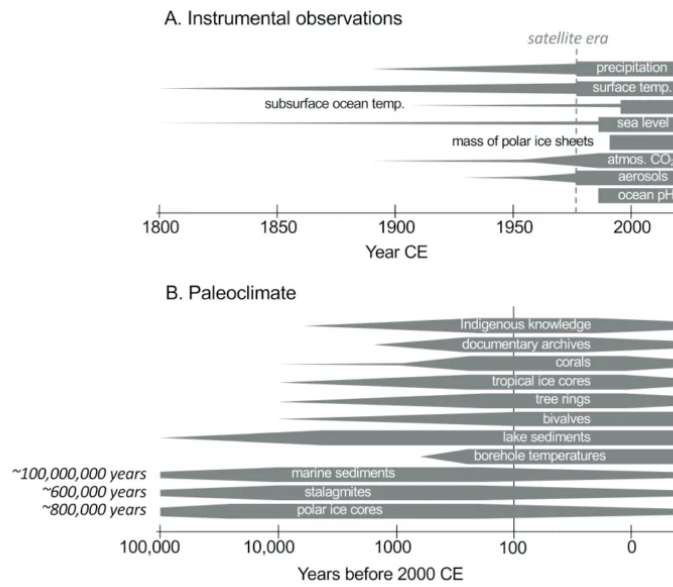 A. Instrumental observations
satellite era
precipitation
surface temp.
subsurface ocean temp.
sea level
mass of polar ice sheets
atmos. CO₂
aerosols
ocean pH
1800 1850 1900 1950 2000
Year CE
B. Paleoclimate
Indigenous knowledge
documentary archives
corals
tropical ice cores
tree rings
bivalves
lake sediments
borehole temperatures
~100,000,000 years marine sediments
~600,000 years stalagmites
~800,000 years polar ice cores
100,000 10,000 1000 100 0
Years before 2000 CE